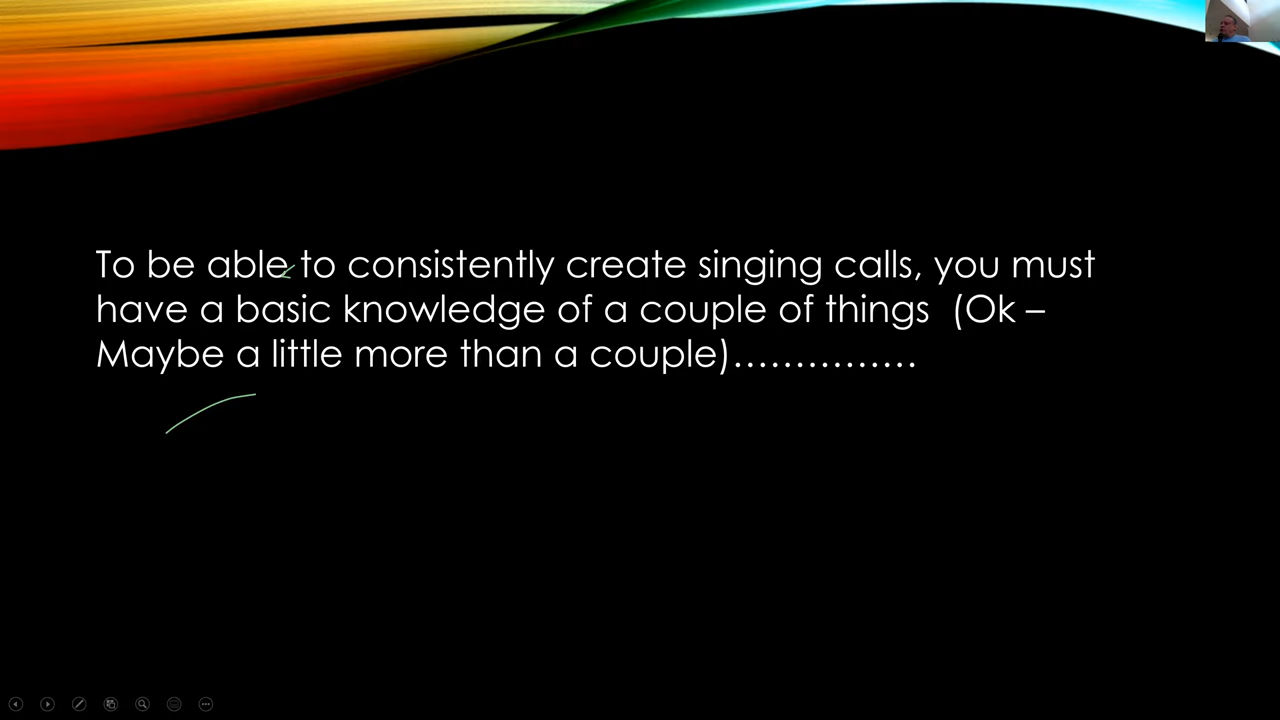 To be able to consistently create singing calls, you must
have a basic knowledge of a couple of things (Ok –
Maybe a little more than a couple)……………